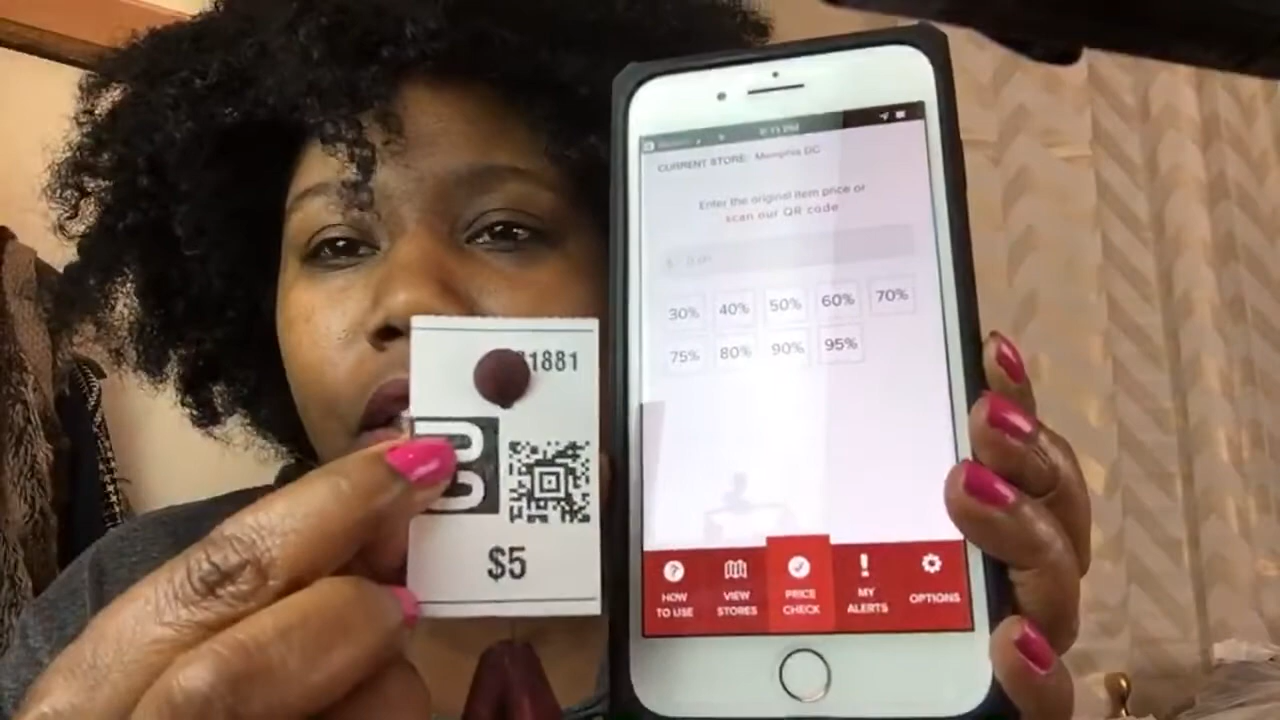 1881
$5
CURRENT STORE: Memphis DC
Enter the original item price or
scan our QR code
30% 40% 50% 60% 70%
75% 80% 90% 95%
HOW
TO USE
VIEW
STORES
PRICE
CHECK
MY
ALERTS
OPTIONS